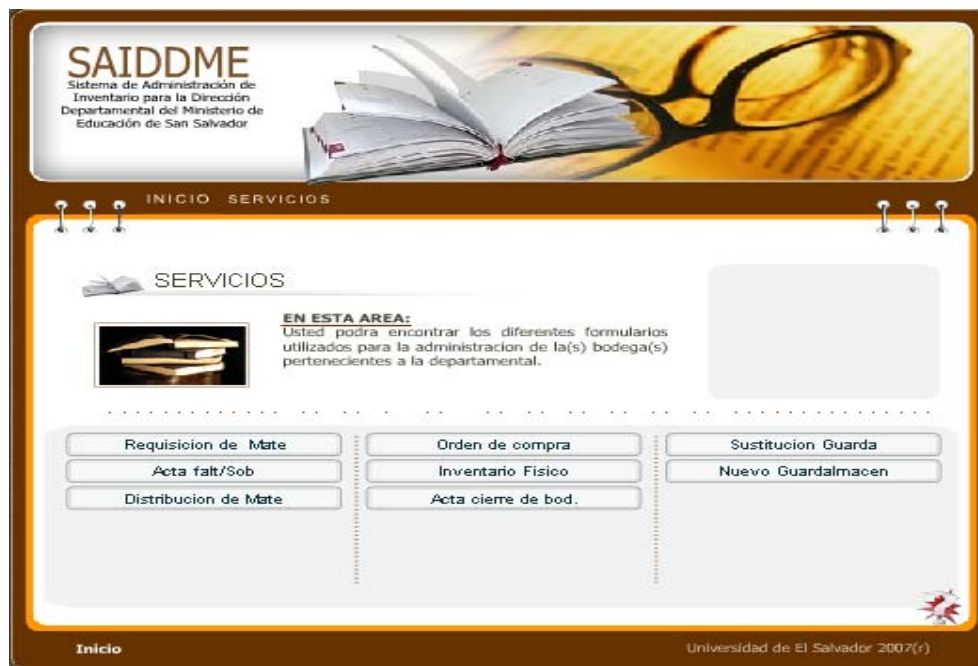 SAIDDME
Sistema de Administración de
Inventario para la Dirección
Departamental del Ministerio de
Educación de San Salvador
INICIO SERVICIOS
SERVICIOS
EN ESTA AREA:
Usted podra encontrar los diferentes formularios
utilizados para la administracion de la(s) bodega(s)
pertenecientes a la departamental.
Requisicion de Mate
Orden de compra
Sustitucion Guarda
Acta falt/Sob
Inventario Fisico
Nuevo Guardalmacen
Distribucion de Mate
Acta cierre de bod.
Inicio
Universidad de El Salvador 2007(r)